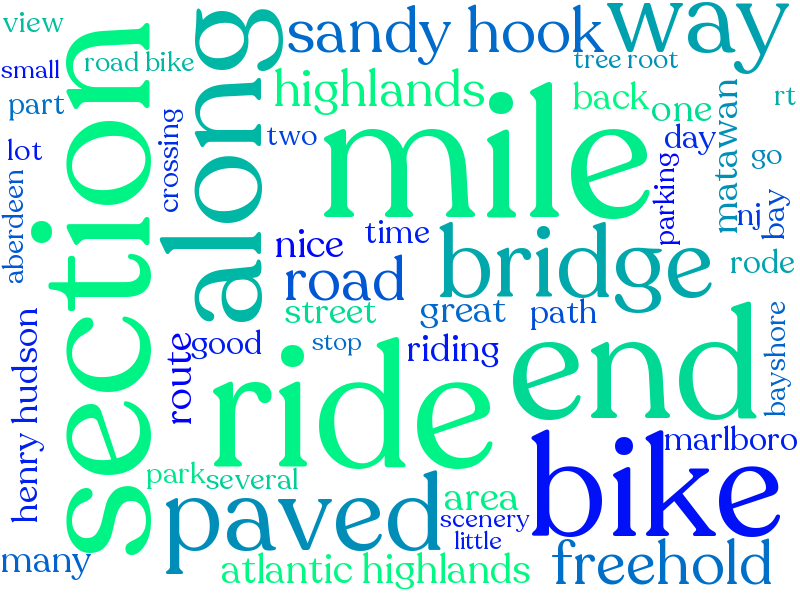 view
sandy hook
way
small
road bike
tree root
part
highlands
back
one
rt
section
along
mile
lot
crossing
two
day
matawan
go
aberdeen
parking
nj
bay
nice
time
bridge
road
rode
henry hudson
street
great
path
bayshore
route
good
stop
riding
ride
end
marlboro
park
several
paved
area
bike
scenery
little
many
atlantic highlands
freehold